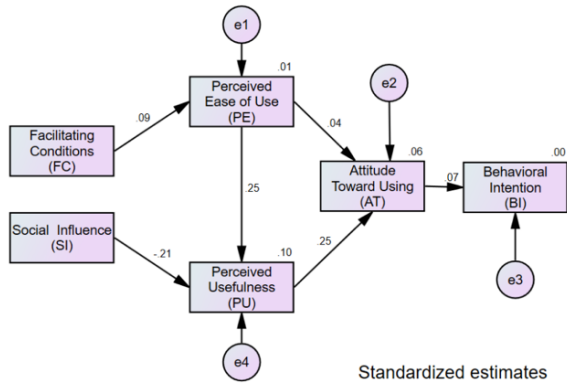 e1
.01
Perceived
Ease of Use
(PE)
e2
.09
.04
Facilitating
Conditions
(FC)
.06
.00
Attitude
Toward Using
(AT)
.07
Behavioral
Intention
(BI)
.25
Social Influence
(SI)
-.21
.10
.25
Perceived
Usefulness
(PU)
e3
e4
Standardized estimates